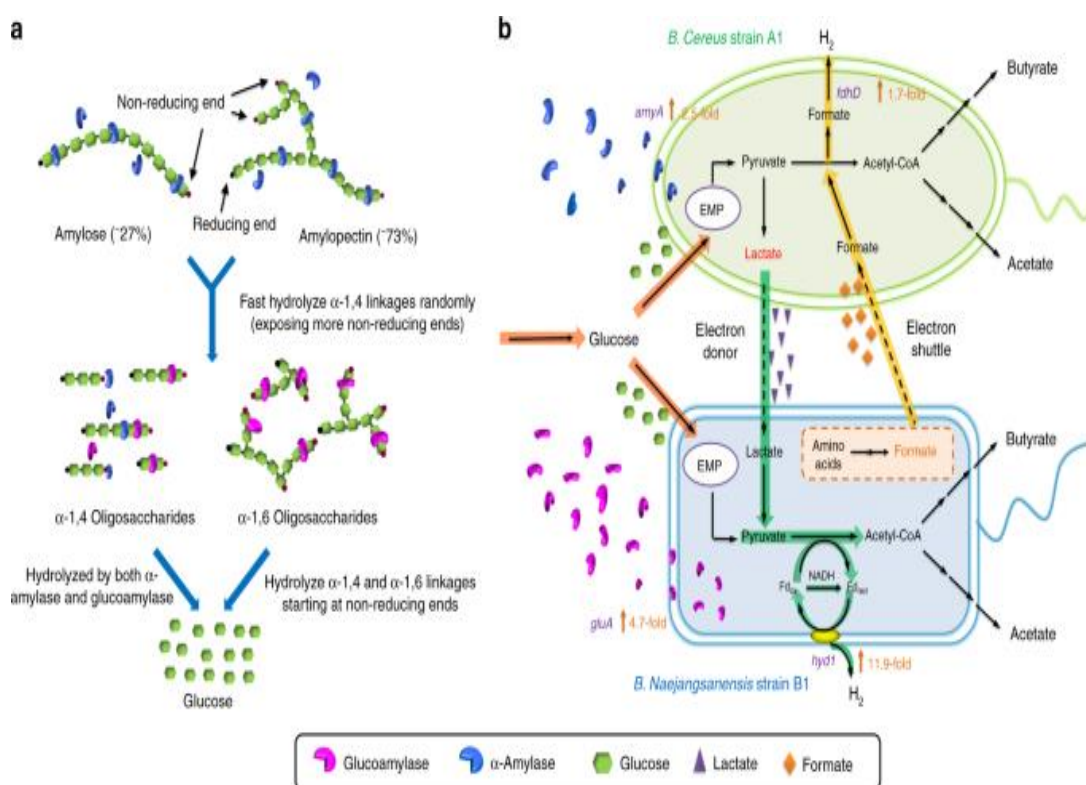 a
Non-reducing end
Reducing end
Amylose (~27%)
Amylopectin (~73%)
Fast hydrolyze α-1,4 linkages randomly
(exposing more non-reducing ends)
α-1,4 Oligosaccharides
α-1,6 Oligosaccharides
Hydrolyzed by both α-
amylase and glucoamylase
Hydrolyze α-1,4 and α-1,6 linkages
starting at non-reducing ends
Glucose
b
B. Cereus strain A1
H2
amyA
2.5-fold
fdhD
1.7-fold
Formate
Pyruvate
Acetyl-CoA
Butyrate
Acetate
EMP
Lactate
Formate
Glucose
Electron
donor
Electron
shuttle
EMP
Lactate
Amino
acids
Formate
Pyruvate
Acetyl-CoA
Butyrate
Acetate
NADH
gluA
4.7-fold
hyd1
11.9-fold
H2
B. Naejangsanensis strain B1
Glucoamylase
α-Amylase
Glucose
Lactate
Formate